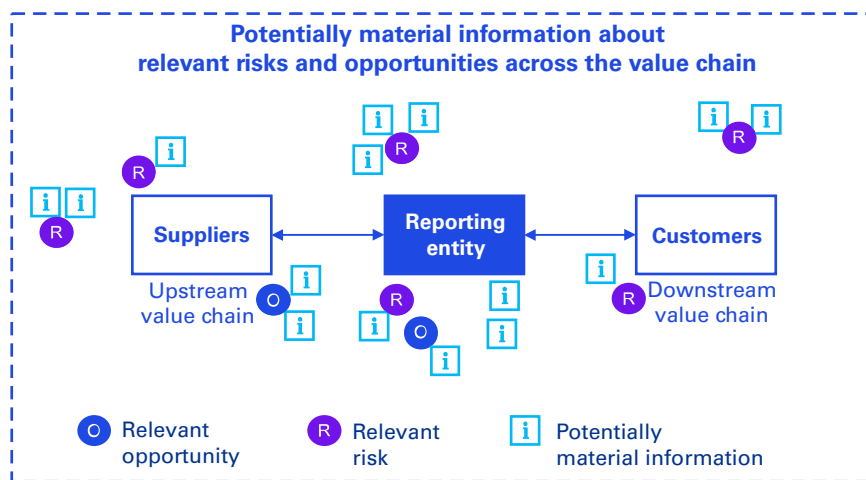 Potentially material information about
relevant risks and opportunities across the value chain
i
i
i
i
i
R
i
R
R
i
i
R
Suppliers
Reporting
entity
Customers
i
i
i
O
R
R
i
i
O
i
i
Upstream
value chain
Downstream
value chain
O
Relevant
opportunity
R
Relevant
risk
i
Potentially
material information